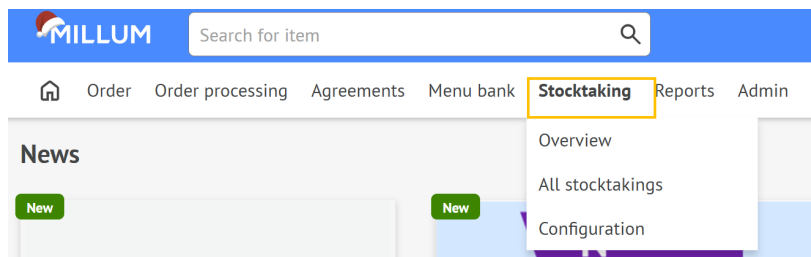 MILLUM
Search for item
Order Order processing Agreements Menu bank Stocktaking Reports Admin
Overview
News
All stocktakings
New New
Configuration